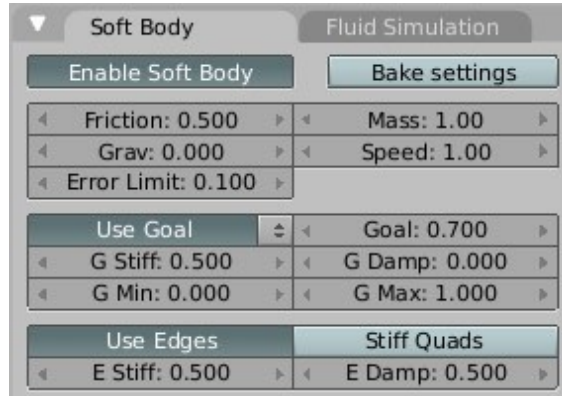 Soft Body Fluid Simulation
Enable Soft Body Bake settings
Friction: 0.500 Mass: 1.00
Grav: 0.000 Speed: 1.00
Error Limit: 0.100
Use Goal Goal: 0.700
G Stiff: 0.500 G Damp: 0.000
G Min: 0.000 G Max: 1.000
Use Edges Stiff Quads
E Stiff: 0.500 E Damp: 0.500